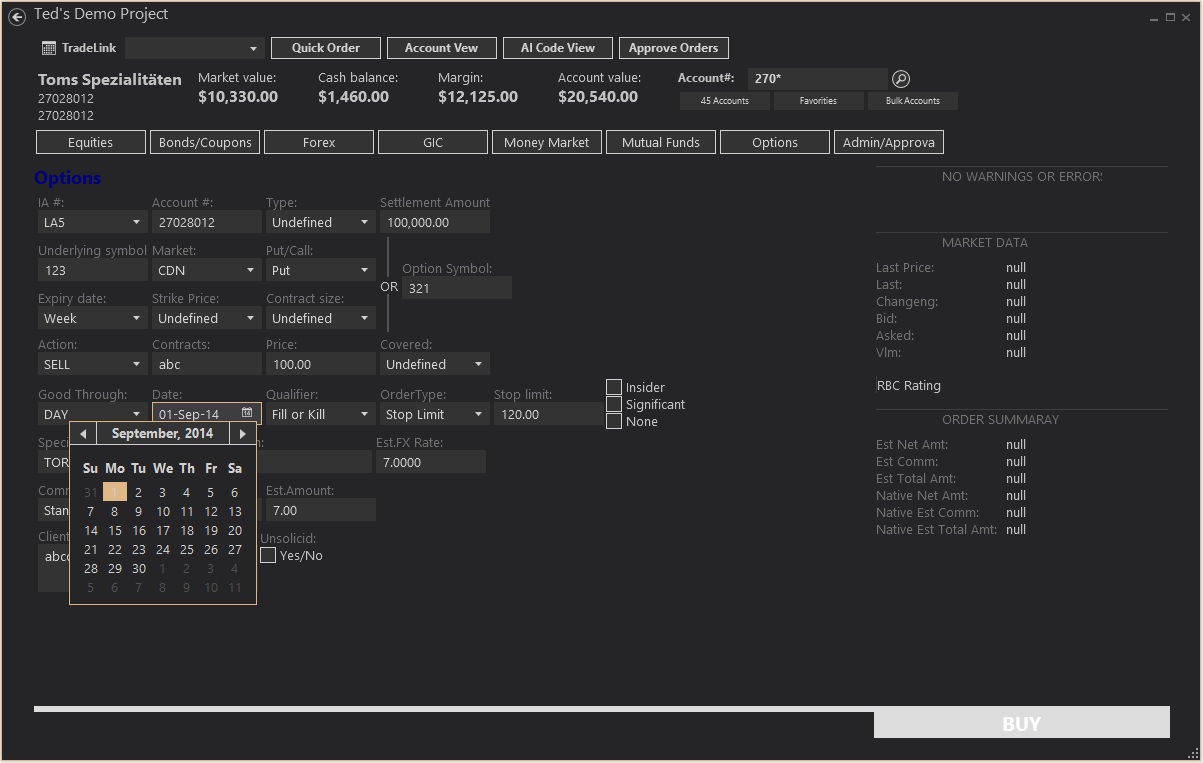 Ted's Demo Project
TradeLink
Quick Order
Account Vew
AI Code View
Approve Orders
Toms Spezialitäten
27028012
27028012
Market value:
$10,330.00
Cash balance:
$1,460.00
Margin:
$12,125.00
Account value:
$20,540.00
Account#:
270*
45 Accounts
Favorities
Bulk Accounts
Equities
Bonds/Coupons
Forex
GIC
Money Market
Mutual Funds
Options
Admin/Approva
Options
IA #:
Account #:
Type:
Settlement Amount
LA5
27028012
Undefined
100,000.00
Underlying symbol
Market:
Put/Call:
123
CDN
Put
Option Symbol:
OR
321
Expiry date:
Strike Price:
Contract size:
Week
Undefined
Undefined
Action:
Contracts:
Price:
Covered:
SELL
abc
100.00
Undefined
Good Through:
Date:
Qualifier:
OrderType:
Stop limit:
DAY
01-Sep-14
Fill or Kill
Stop Limit
120.00
Insider
Significant
None
September, 2014
Su Mo Tu We Th Fr Sa
31 1 2 3 4 5 6
7 8 9 10 11 12 13
14 15 16 17 18 19 20
21 22 23 24 25 26 27
28 29 30 1 2 3 4
5 6 7 8 9 10 11
Speci
n:
Est.FX Rate:
TOR
7.0000
Comm
Est.Amount:
Stan
7.00
Client
Unsolicid:
abc
Yes/No
NO WARNINGS OR ERROR:
MARKET DATA
Last Price: null
Last: null
Changeng: null
Bid: null
Asked: null
Vlm: null
RBC Rating
ORDER SUMMARAY
Est Net Amt: null
Est Comm: null
Est Total Amt: null
Native Net Amt: null
Native Est Comm: null
Native Est Total Amt: null
BUY